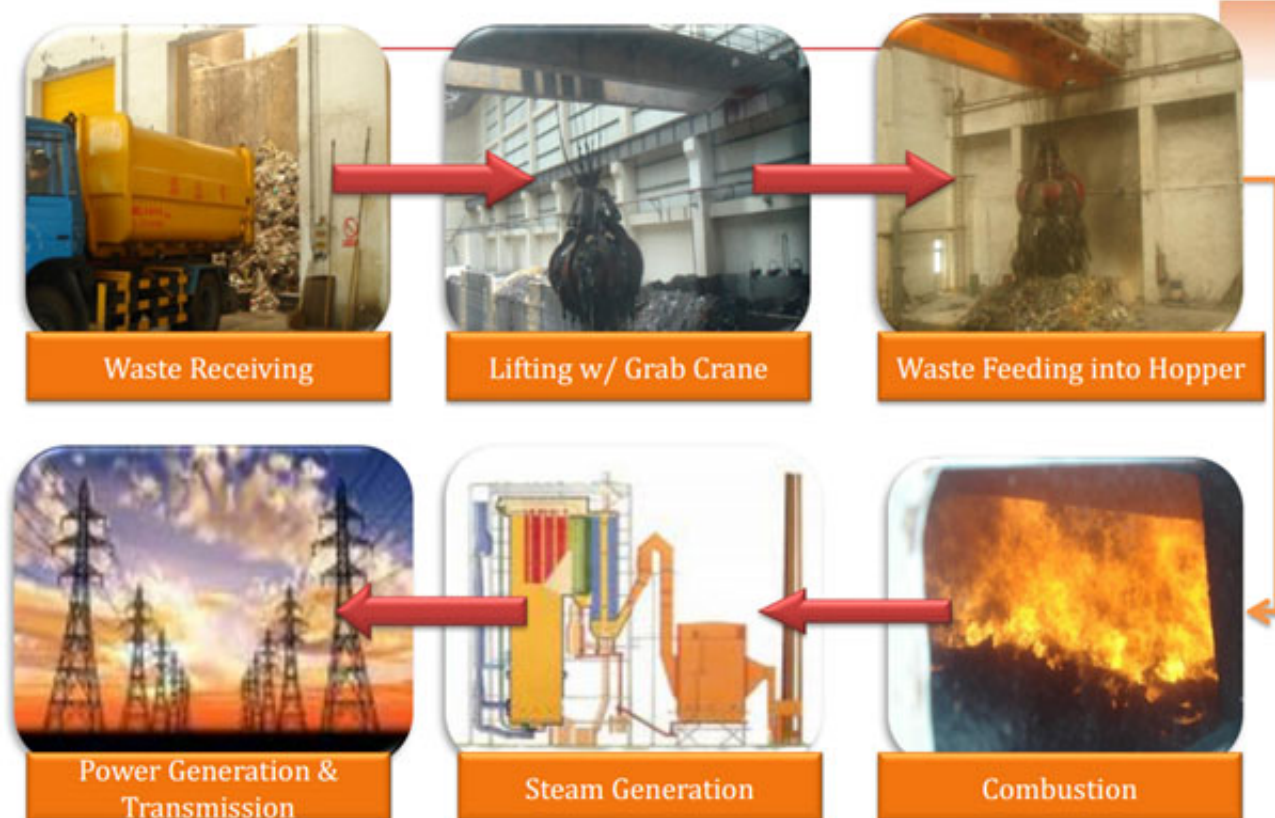 Waste Receiving
Lifting w/ Grab Crane
Waste Feeding into Hopper
Power Generation &
Transmission
Steam Generation
Combustion